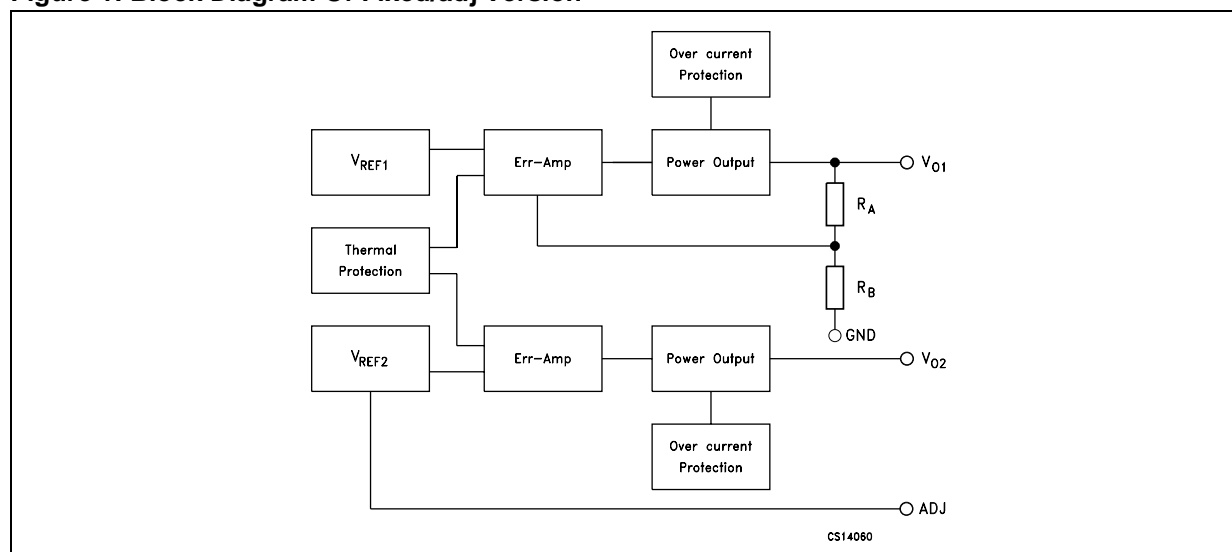 Figure 1: Block Diagram Of Fixed/adj Version
Over current
Protection
VREF1
Err-Amp
Power Output
VO1
RA
Thermal
Protection
RB
GND
VREF2
Err-Amp
Power Output
VO2
Over current
Protection
ADJ
CS14060